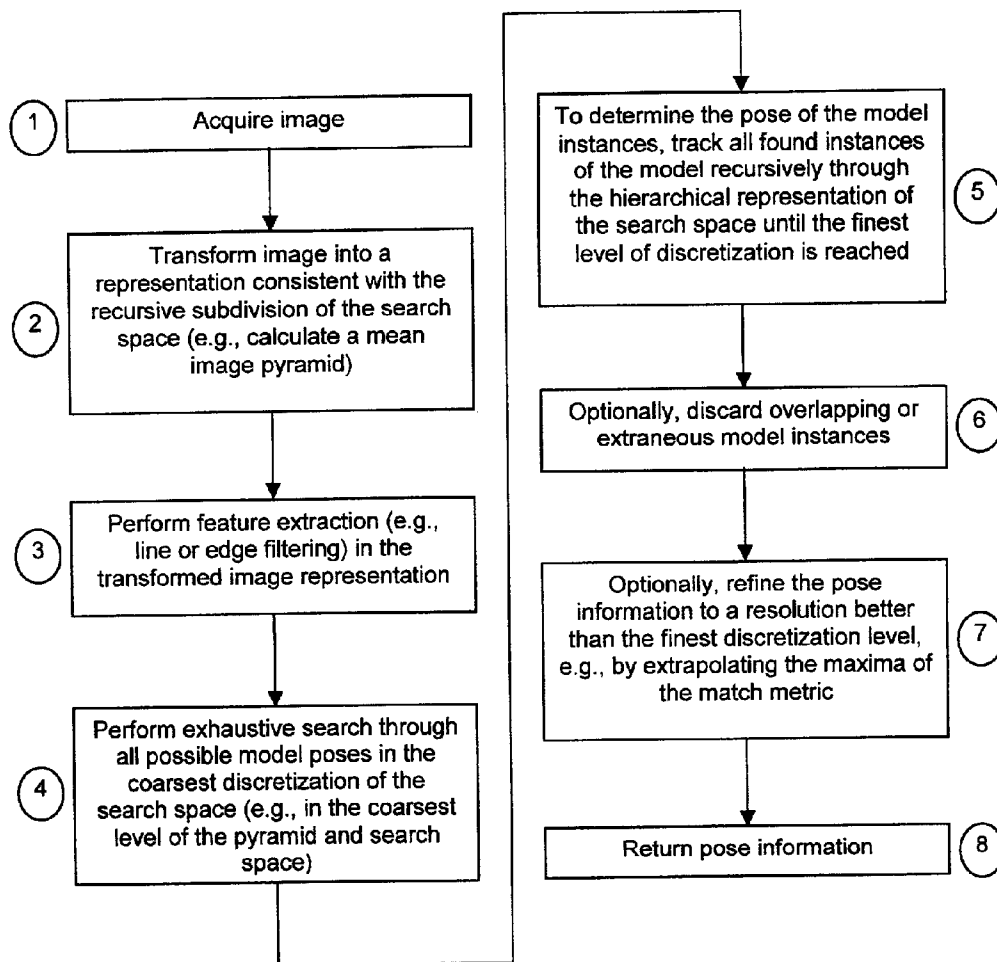 1
Acquire image
2
Transform image into a
representation consistent with the
recursive subdivision of the search
space (e.g., calculate a mean
image pyramid)
3
Perform feature extraction (e.g.,
line or edge filtering) in the
transformed image representation
4
Perform exhaustive search through
all possible model poses in the
coarsest discretization of the
search space (e.g., in the coarsest
level of the pyramid and search
space)
5
To determine the pose of the model
instances, track all found instances
of the model recursively through
the hierarchical representation of
the search space until the finest
level of discretization is reached
6
Optionally, discard overlapping or
extraneous model instances
7
Optionally, refine the pose
information to a resolution better
than the finest discretization level,
e.g., by extrapolating the maxima of
the match metric
8
Return pose information